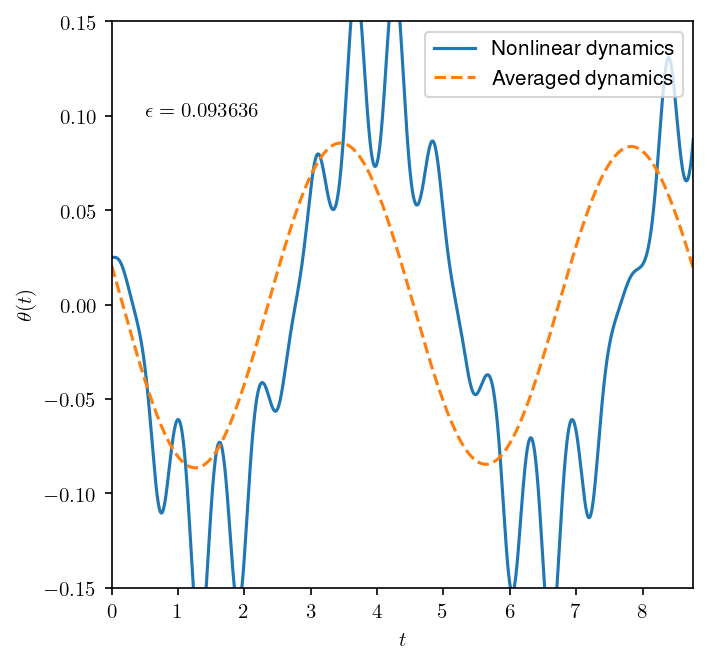 0.15
0.10
0.05
0.00
−0.05
−0.10
−0.15
θ(t)
ϵ = 0.093636
Nonlinear dynamics
Averaged dynamics
0 1 2 3 4 5 6 7 8
t